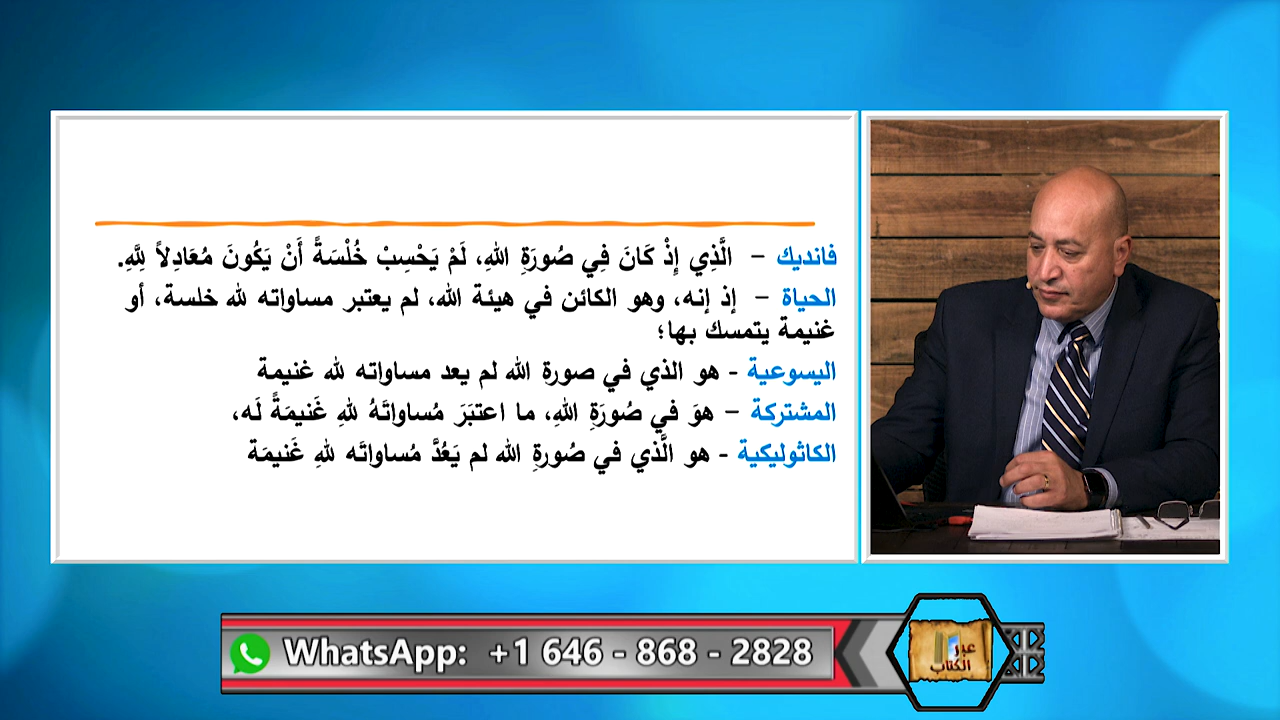 فانديك – الَّذِي إِذْ كَانَ فِي صُورَةِ اللهِ، لَمْ يَحْسِبْ خُلْسَةً أَنْ يَكُونَ مُعَادِلاً لِلَّهِ.
الحياة – إذ إنه، وهو الكائن في هيئة الله، لم يعتبر مساواته لله خلسة، أو
غنيمة يتمسك بها؛
اليسوعية - هو الذي في صورة الله لم يعد مساواته لله غنيمة
المشتركة – هوَ في صُورَةِ اللهِ، ما اعتبَرَ مُساواتَهُ للهِ غَنيمَةً لَه،
الكاثوليكية - هو الَّذي في صُورةِ الله لم يَعُدَّ مُساواتَه للهِ غَنيمَة
WhatsApp: +1 646 - 868 - 2828
عبر
الكتاب